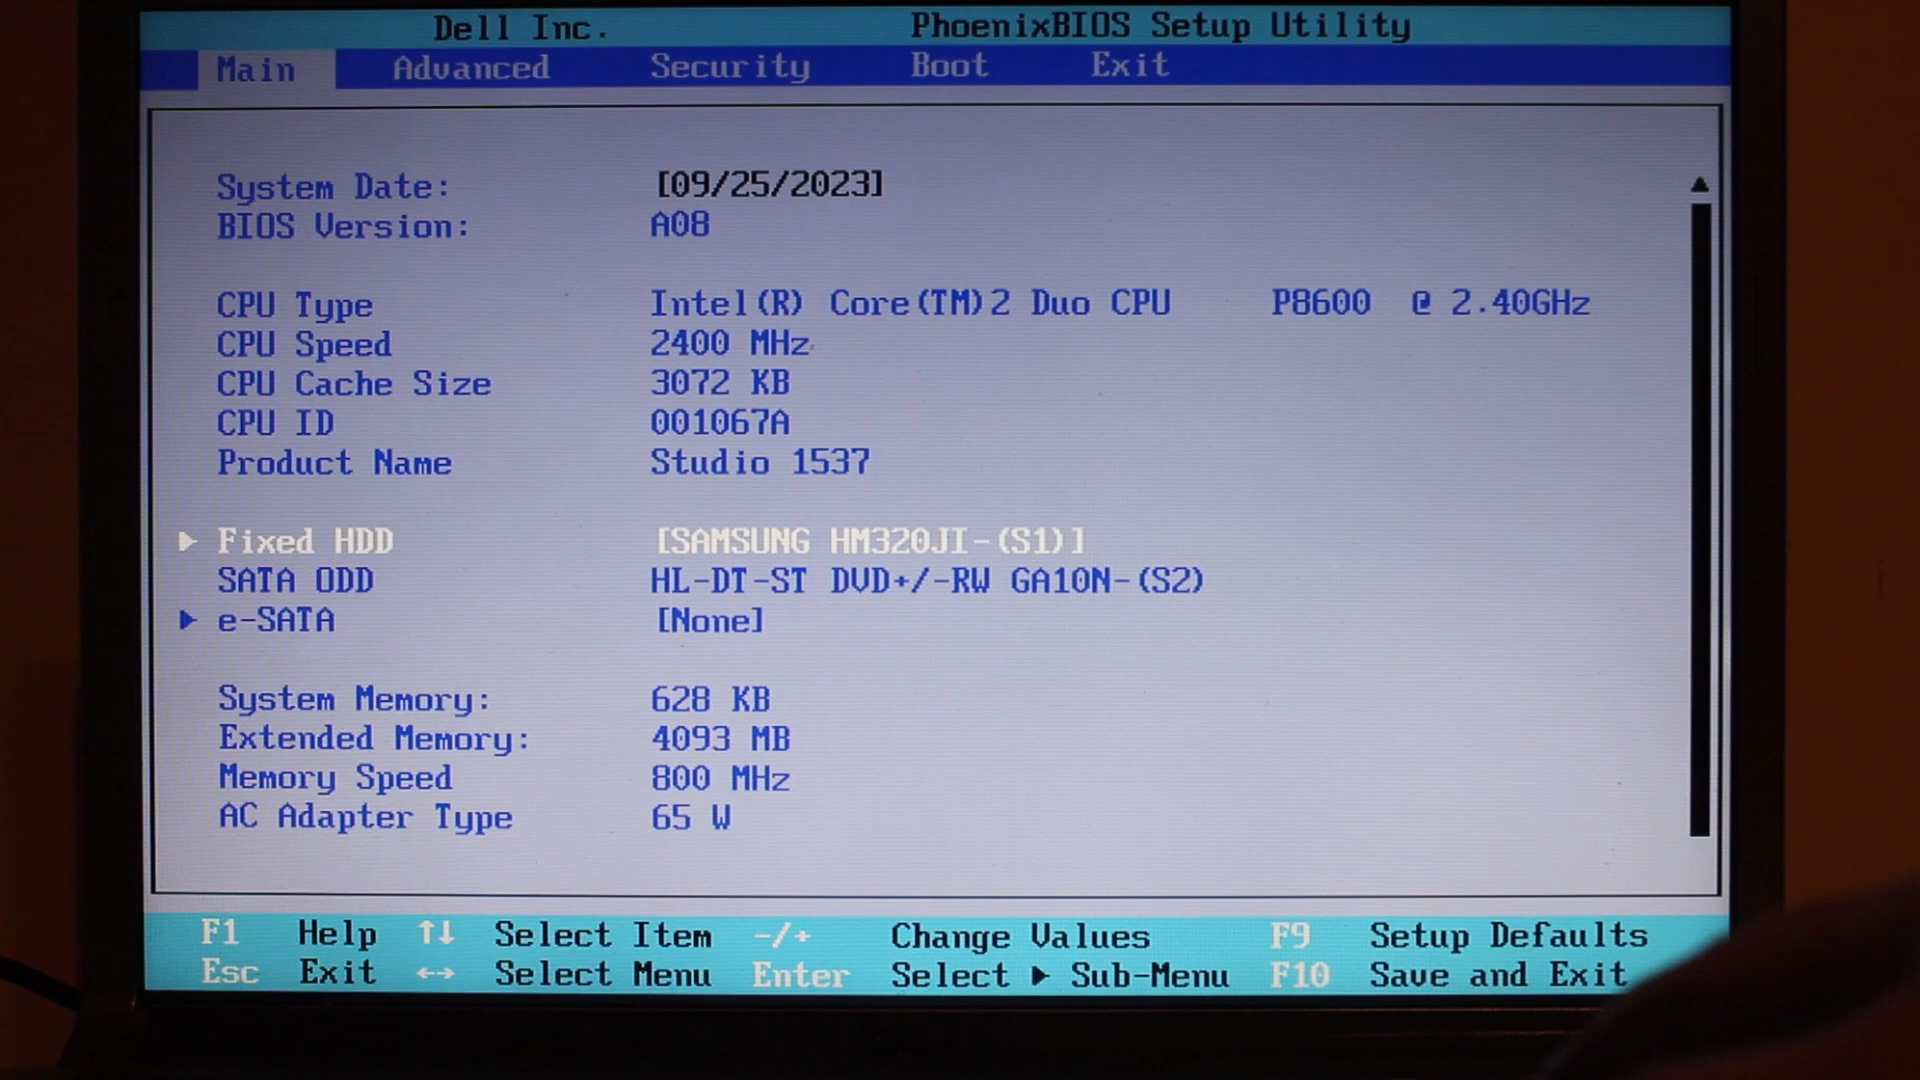 Dell Inc. PhoenixBIOS Setup Utility
Main Advanced Security Boot Exit
System Date: [09/25/2023]
BIOS Version: A08
CPU Type Intel(R) Core(TM)2 Duo CPU P8600 @ 2.40GHz
CPU Speed 2400 MHz
CPU Cache Size 3072 KB
CPU ID 001067A
Product Name Studio 1537
Fixed HDD [SAMSUNG HM320JI-(S1)]
SATA ODD HL-DT-ST DVD+/-RW GA10N-(S2)
e-SATA [None]
System Memory: 628 KB
Extended Memory: 4093 MB
Memory Speed 800 MHz
AC Adapter Type 65 W
F1 Help ↑↓ Select Item -/+ Change Values F9 Setup Defaults
Esc Exit ↔ Select Menu Enter Select ▶ Sub-Menu F10 Save and Exit